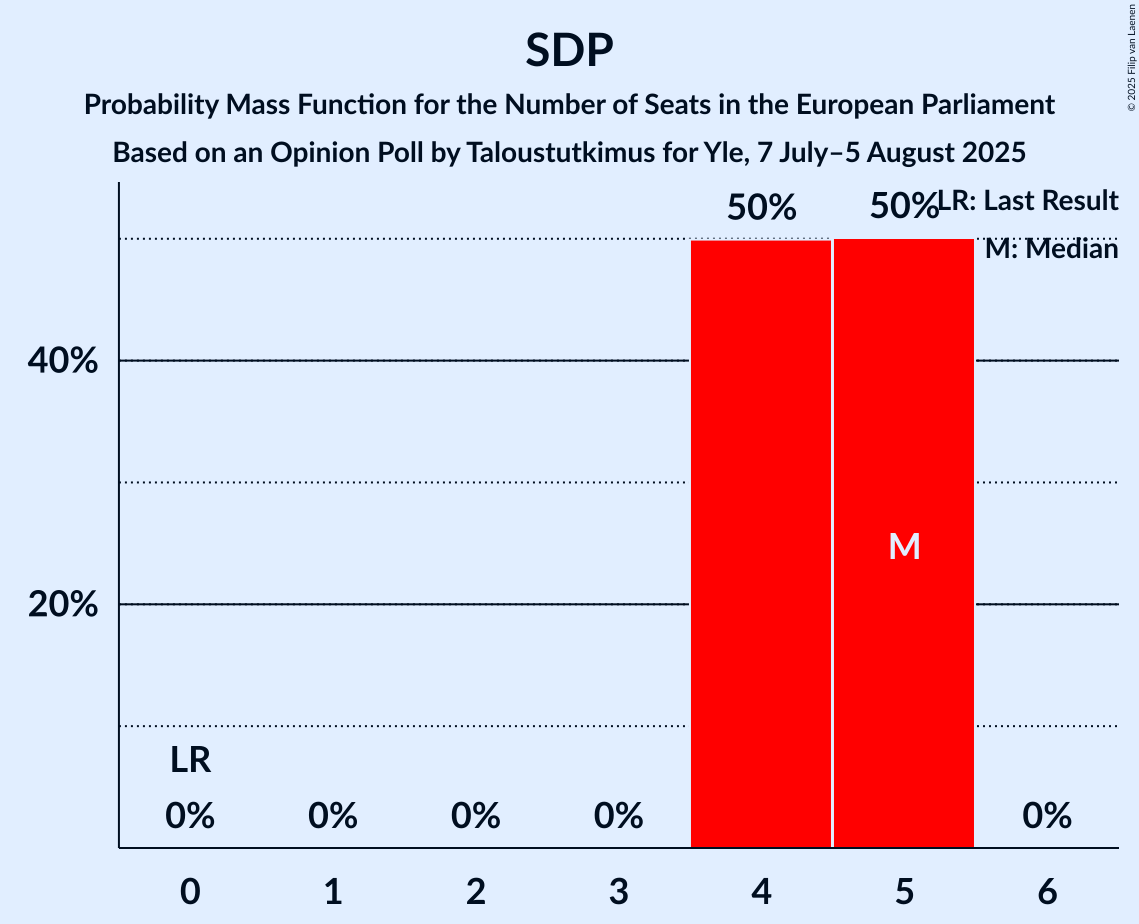 SDP
Probability Mass Function for the Number of Seats in the European Parliament
Based on an Opinion Poll by Taloustutkimus for Yle, 7 July–5 August 2025
© 2025 Filip van Laenen
LR: Last Result
M: Median
50%
50%
40%
20%
M
LR
0%
0%
0%
0%
0%
0
1
2
3
4
5
6